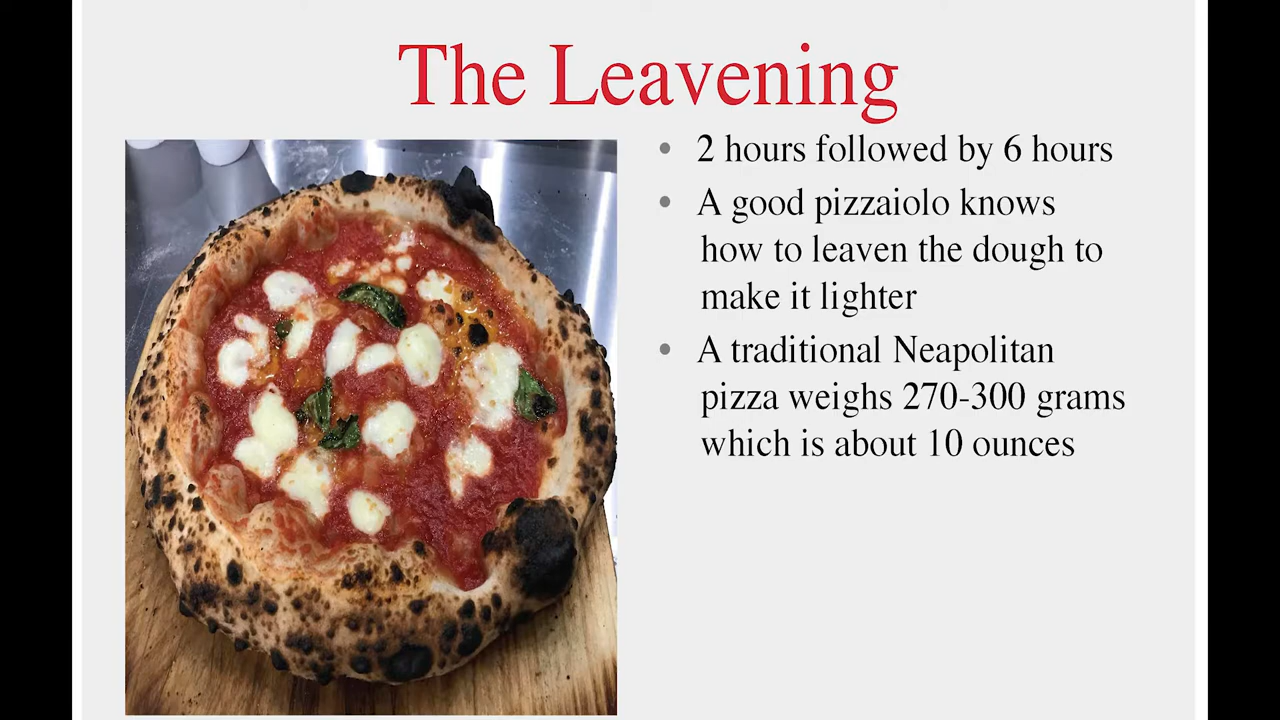 The Leavening
• 2 hours followed by 6 hours
• A good pizzaiolo knows
how to leaven the dough to
make it lighter
• A traditional Neapolitan
pizza weighs 270-300 grams
which is about 10 ounces